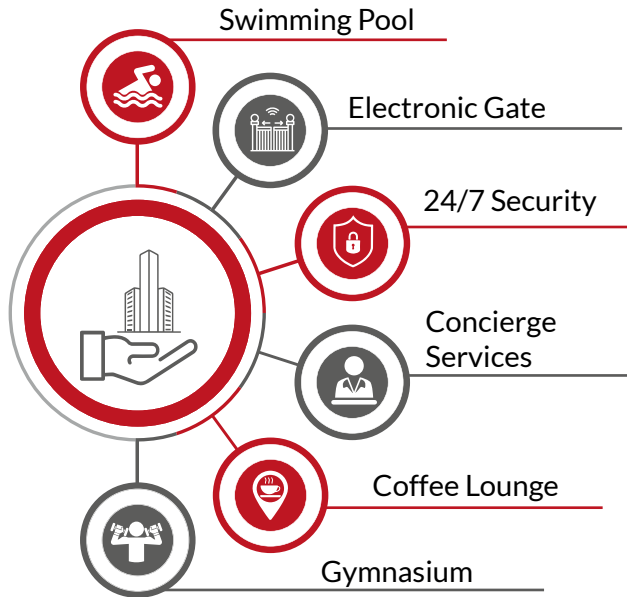 Swimming Pool
Electronic Gate
24/7 Security
Concierge
Services
Coffee Lounge
Gymnasium